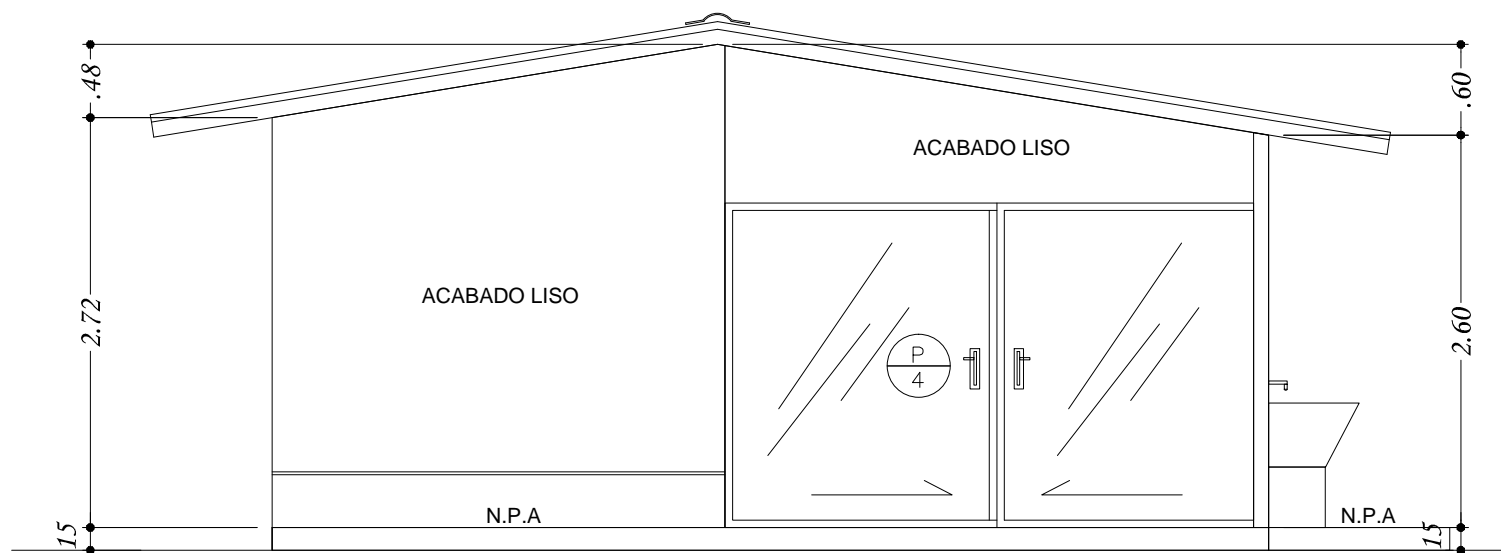 .48
.60
ACABADO LISO
2.72
ACABADO LISO
2.60
P
4
15
N.P.A
N.P.A
15